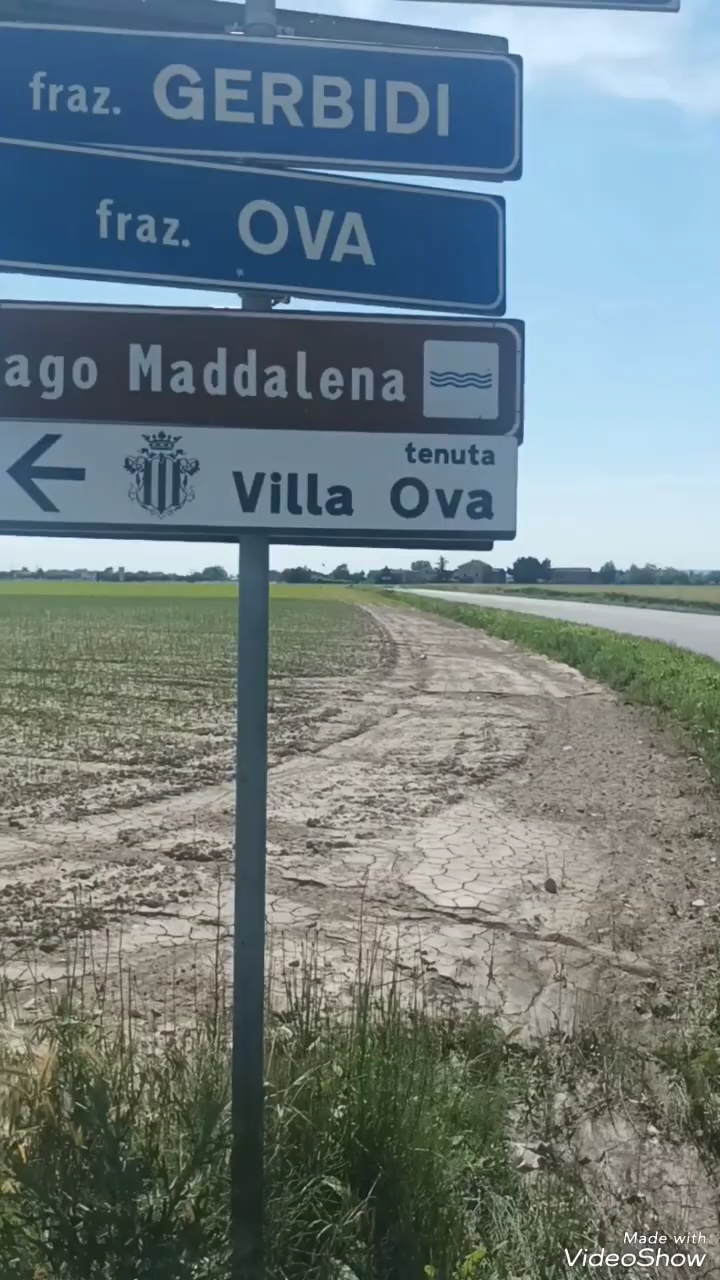 fraz. GERBIDI
fraz. OVA
ago Maddalena
tenuta
Villa Ova
Made with
VideoShow